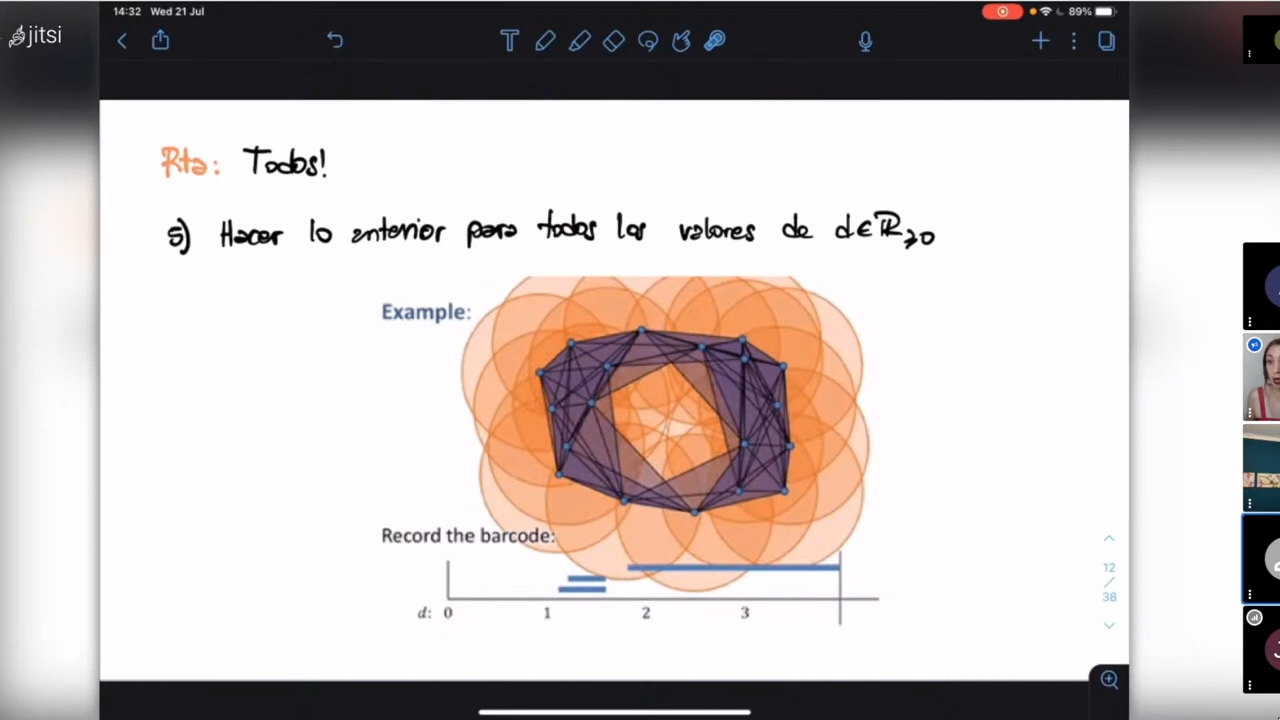 14:32 Wed 21 Jul
89%
jitsi
T
Rta: Todos!
5) Hacer lo anterior para todos los valores de d∈ℝ≥0
Example:
Record the barcode:
d: 0 1 2 3
12
/
38